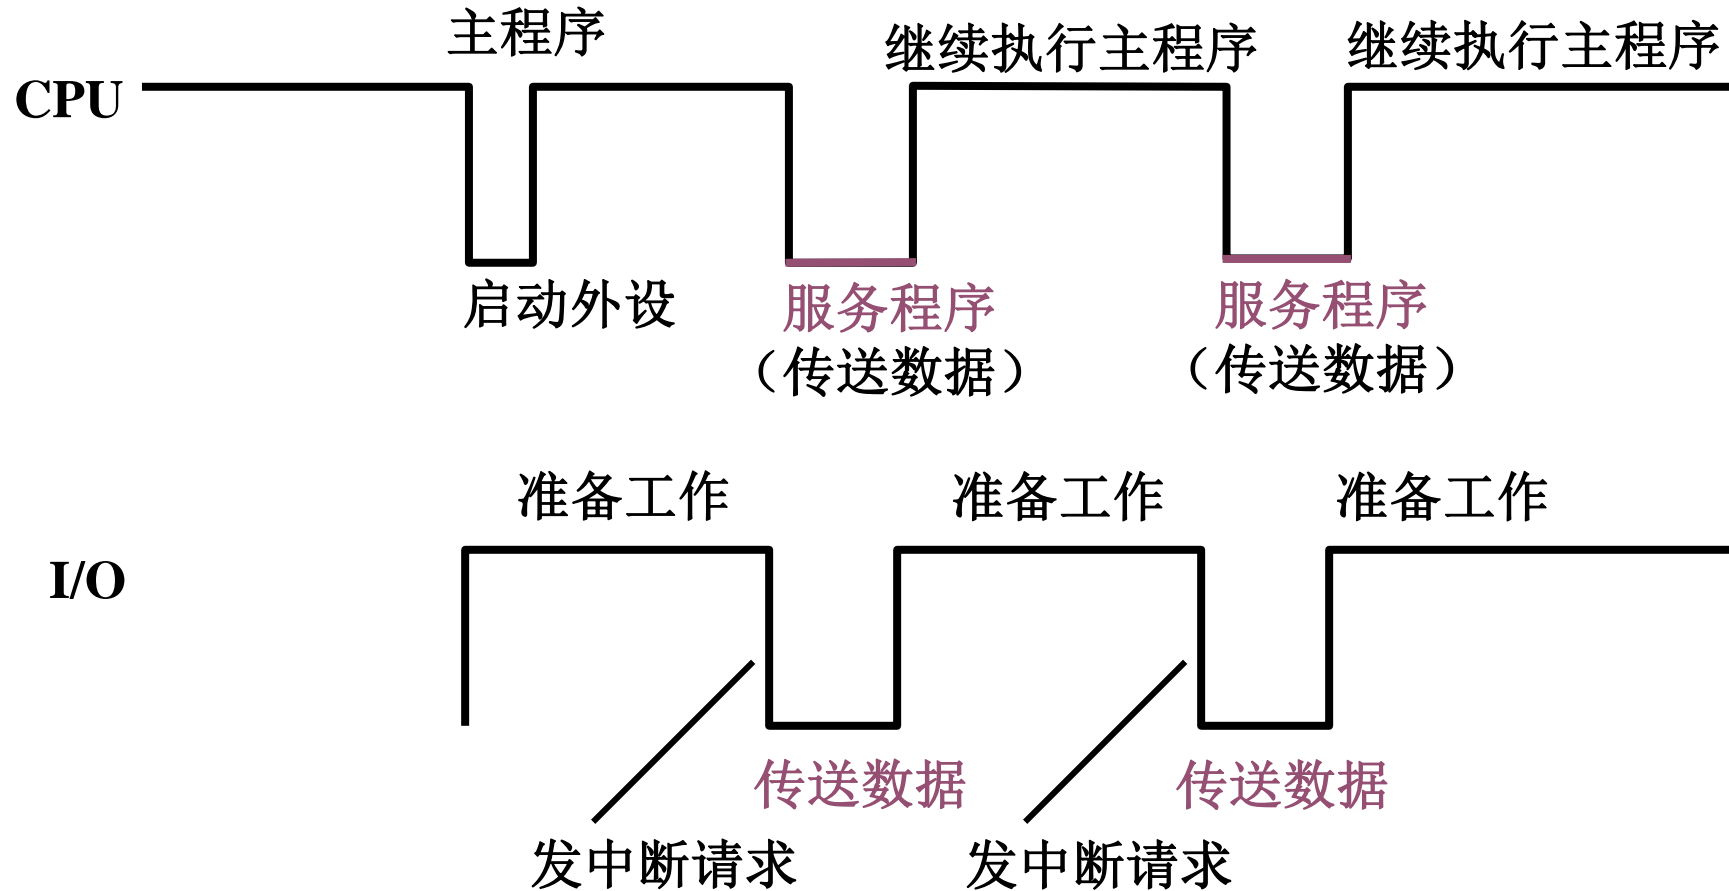 主程序
继续执行主程序
继续执行主程序
CPU
启动外设
服务程序
(传送数据)
服务程序
(传送数据)
准备工作
准备工作
准备工作
I/O
传送数据
传送数据
发中断请求
发中断请求